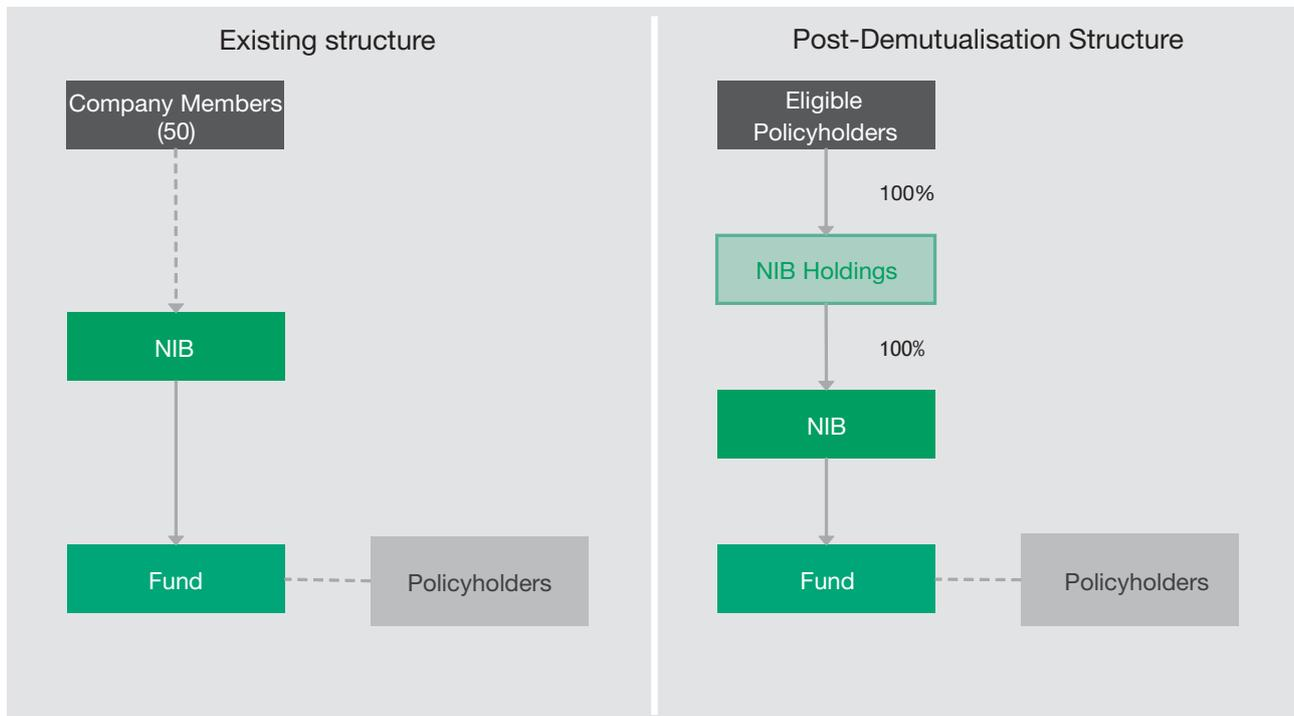 Existing structure
Company Members
(50)
NIB
Fund
Policyholders
Post-Demutualisation Structure
Eligible
Policyholders
100%
NIB Holdings
100%
NIB
Fund
Policyholders